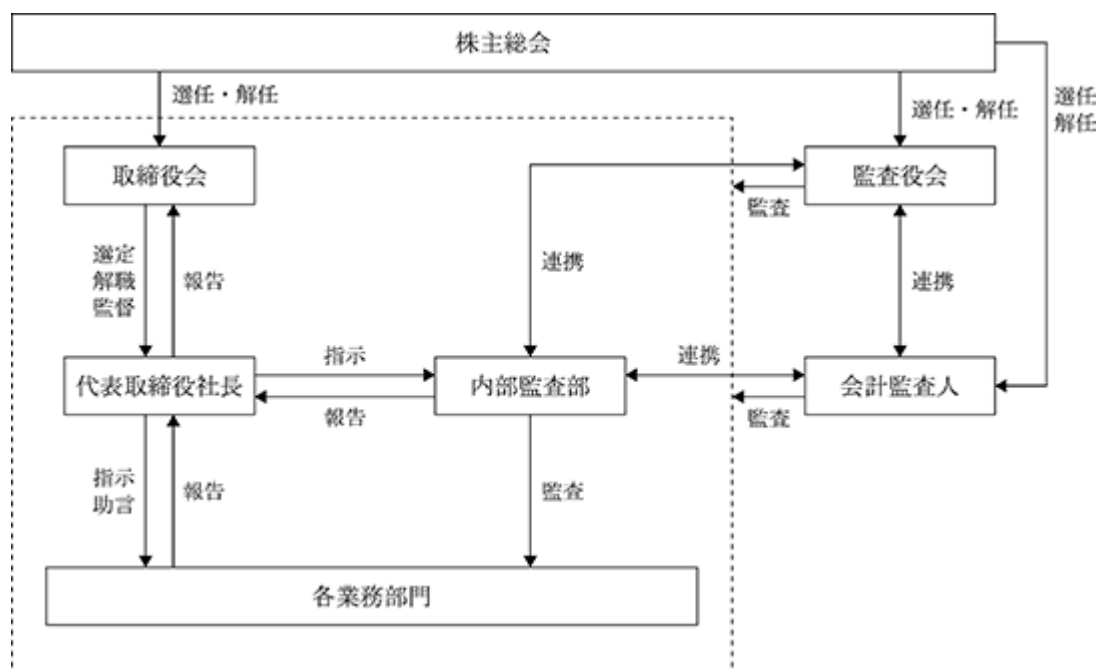 株主総会
選任・解任
選任・解任
選任
解任
取締役会
監査役会
監査
選定
解職
監督
報告
連携
連携
代表取締役社長
指示
報告
内部監査部
連携
会計監査人
監査
指示
助言
報告
監査
各業務部門